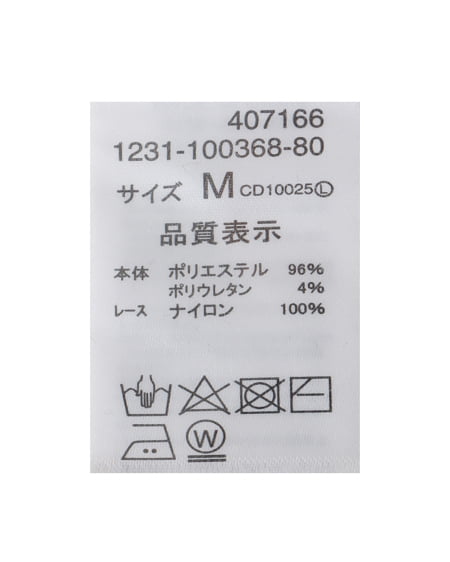 407166
1231-100368-80
サイズ M CD10025Ⓛ
品質表示
本体 ポリエステル 96%
ポリウレタン 4%
レース ナイロン 100%
W